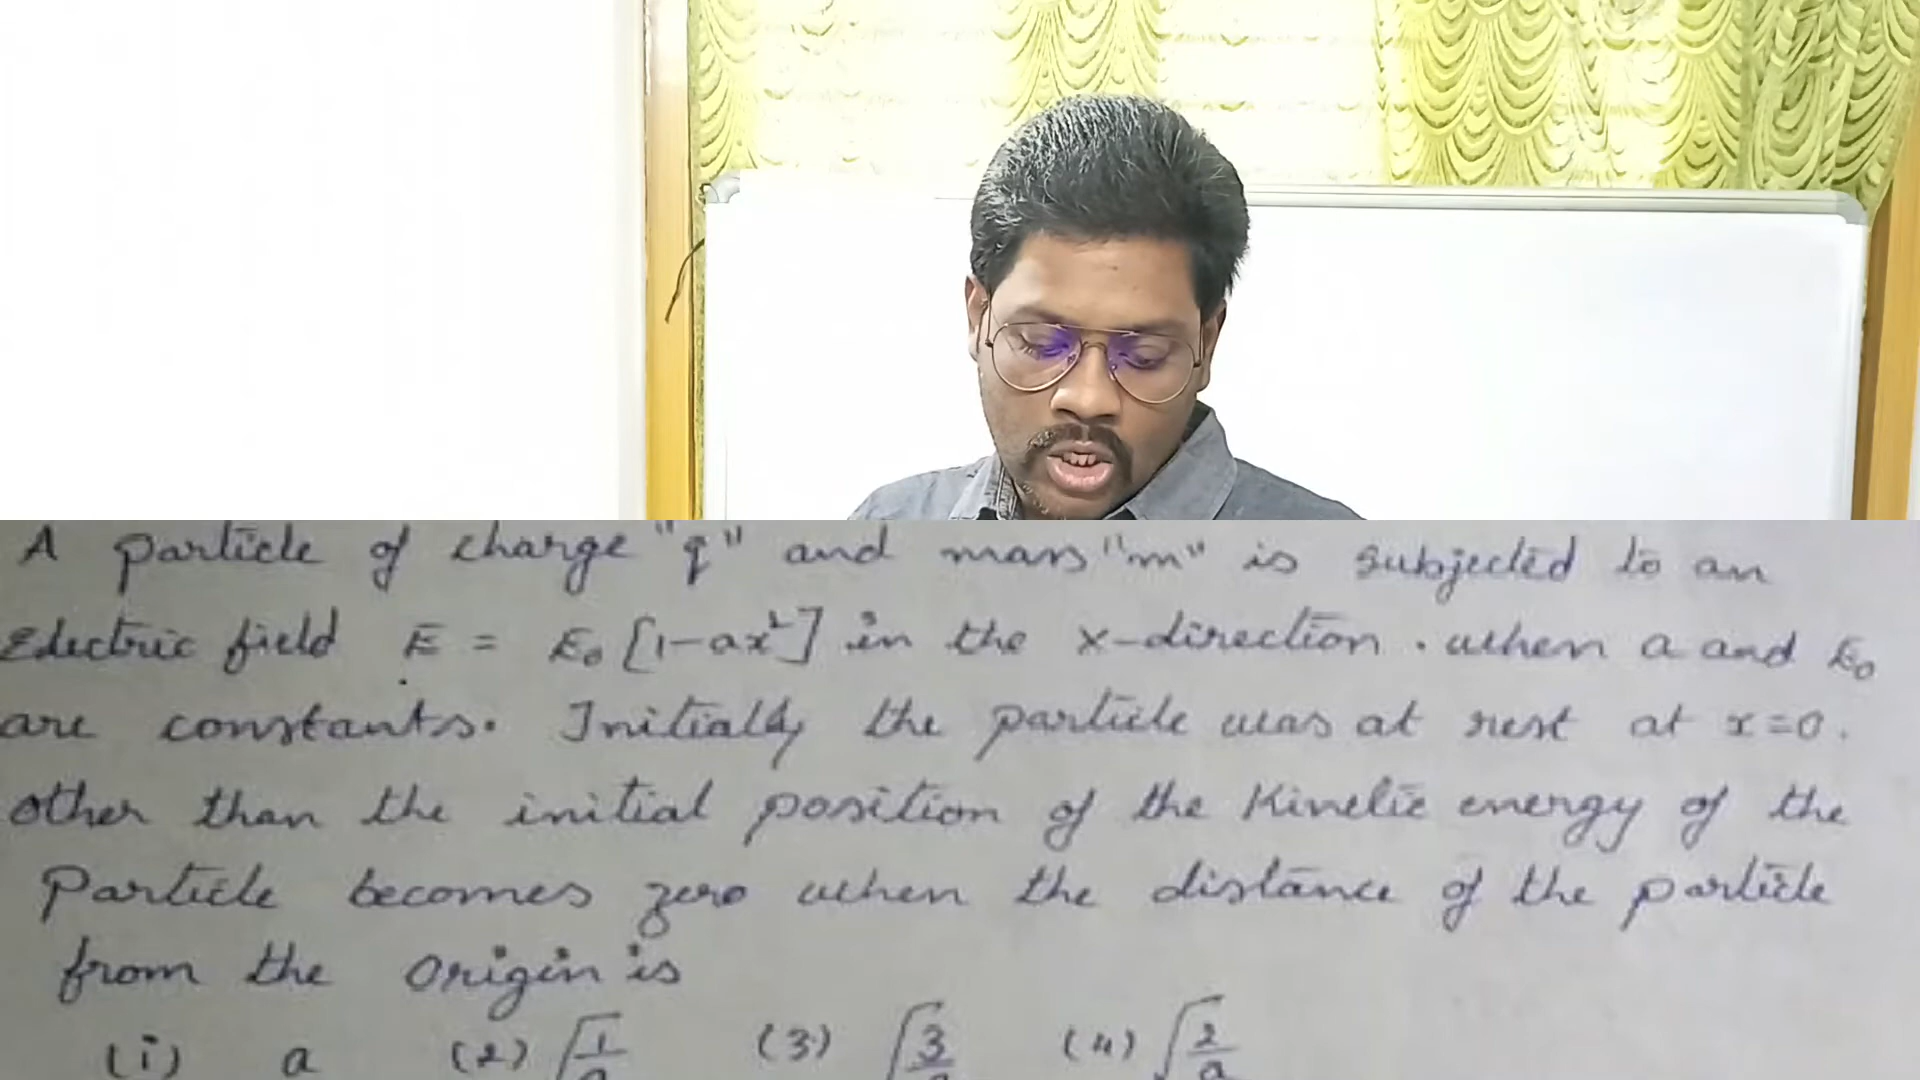 A particle of charge "q" and mass "m" is subjected to an
Electric field E = E₀ [1-ax²] in the x-direction. when a and E₀
are constants. Initially the particle was at rest at x=0.
other than the initial position of the Kinetic energy of the
Particle becomes zero when the distance of the particle
from the origin is
(i) a (2) √1/a (3) √3/a (4) √2/a